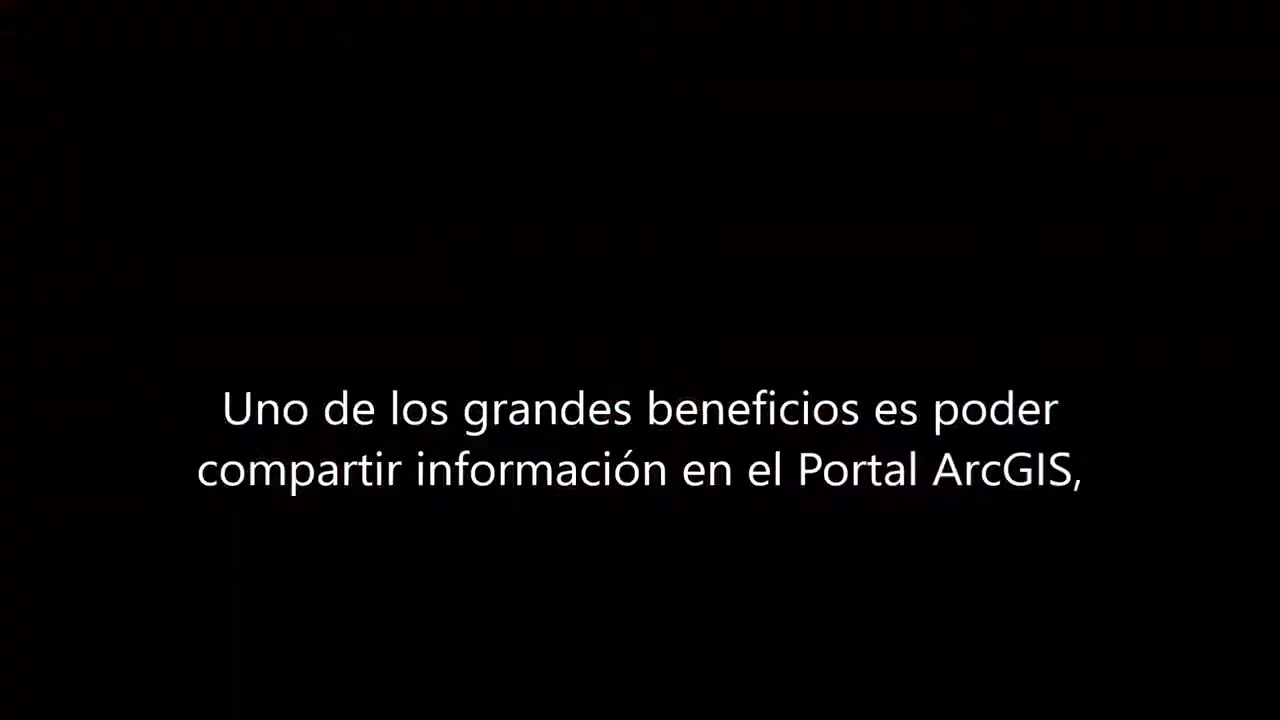 Uno de los grandes beneficios es poder
compartir información en el Portal ArcGIS,